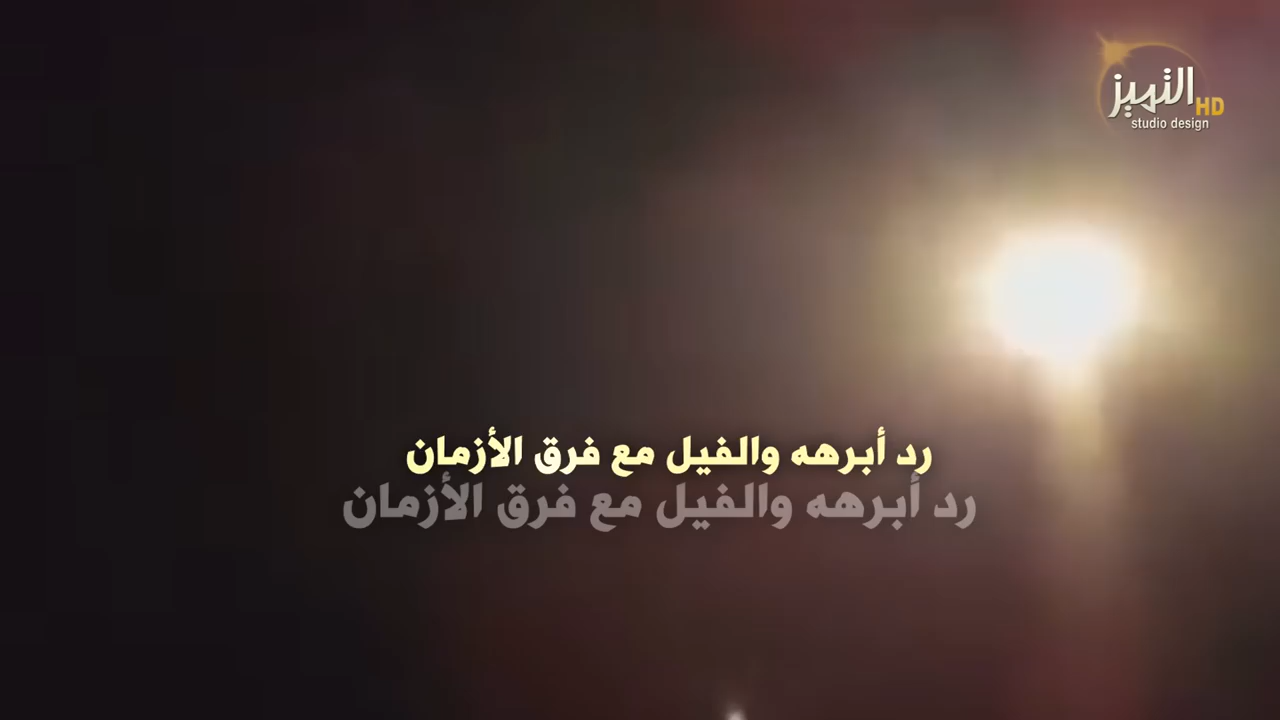 التميز HD
studio design
رد أبرهه والفيل مع فرق الأزمان
رد أبرهه والفيل مع فرق الأزمان